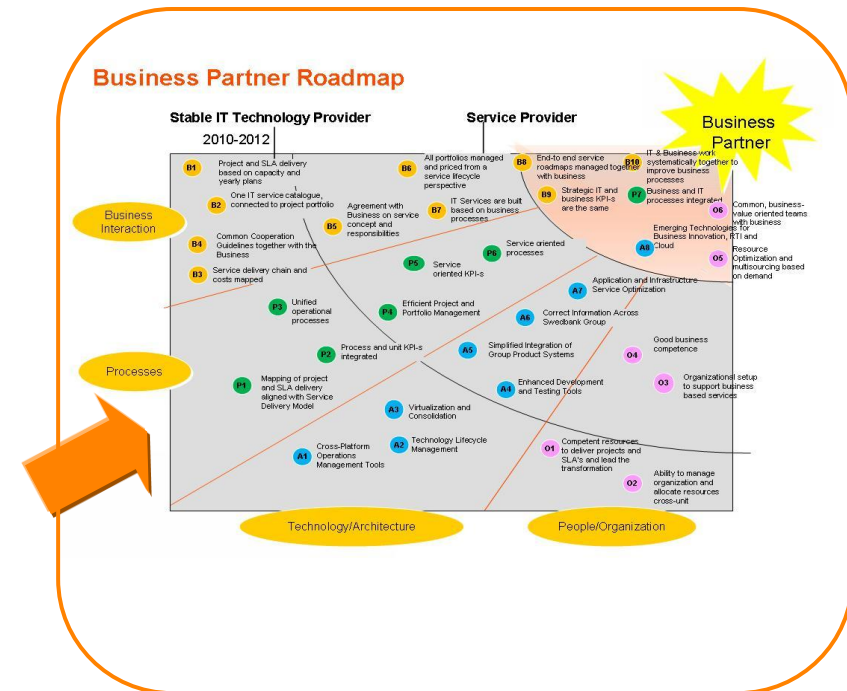 Business Partner Roadmap
Stable IT Technology Provider
2010-2012
Service Provider
Business
Partner
Business
Interaction
B1
Project and SLA delivery
based on capacity and
yearly plans
B2
One IT service catalogue,
connected to project portfolio
B4
Common Cooperation
Guidelines together with the
Business
B3
Service delivery chain and
costs mapped
B5
Agreement with
Business on service
concept and
responsibilities
B6
All portfolios managed
and priced from a
service lifecycle
perspective
B7
IT Services are built
based on business
processes
B8
End-to end service
roadmaps managed together
with business
B9
Strategic IT and
business KPI-s
are the same
B10
IT & Business work
systematically together to
improve business
processes
P7
Business and IT
processes integrated
O6
Common, business-
value oriented teams
with business
A8
Emerging Technologies for
Business Innovation, RTI and
Cloud
O5
Resource
Optimization and
multisourcing based
on demand
Processes
P6
Service oriented
processes
P5
Service
oriented KPI-s
P3
Unified
operational
processes
P4
Efficient Project and
Portfolio Management
P2
Process and unit KPI-s
integrated
P1
Mapping of project
and SLA delivery
aligned with Service
Delivery Model
A7
Application and Infrastructure
Service Optimization
A6
Correct Information Across
Swedbank Group
A5
Simplified Integration of
Group Product Systems
A4
Enhanced Development
and Testing Tools
A3
Virtualization and
Consolidation
A2
Technology Lifecycle
Management
A1
Cross-Platform
Operations
Management Tools
O4
Good business
competence
O3
Organizational setup
to support business
based services
O1
Competent resources
to deliver projects and
SLA's and lead the
transformation
O2
Ability to manage
organization and
allocate resources
cross-unit
Technology/Architecture
People/Organization